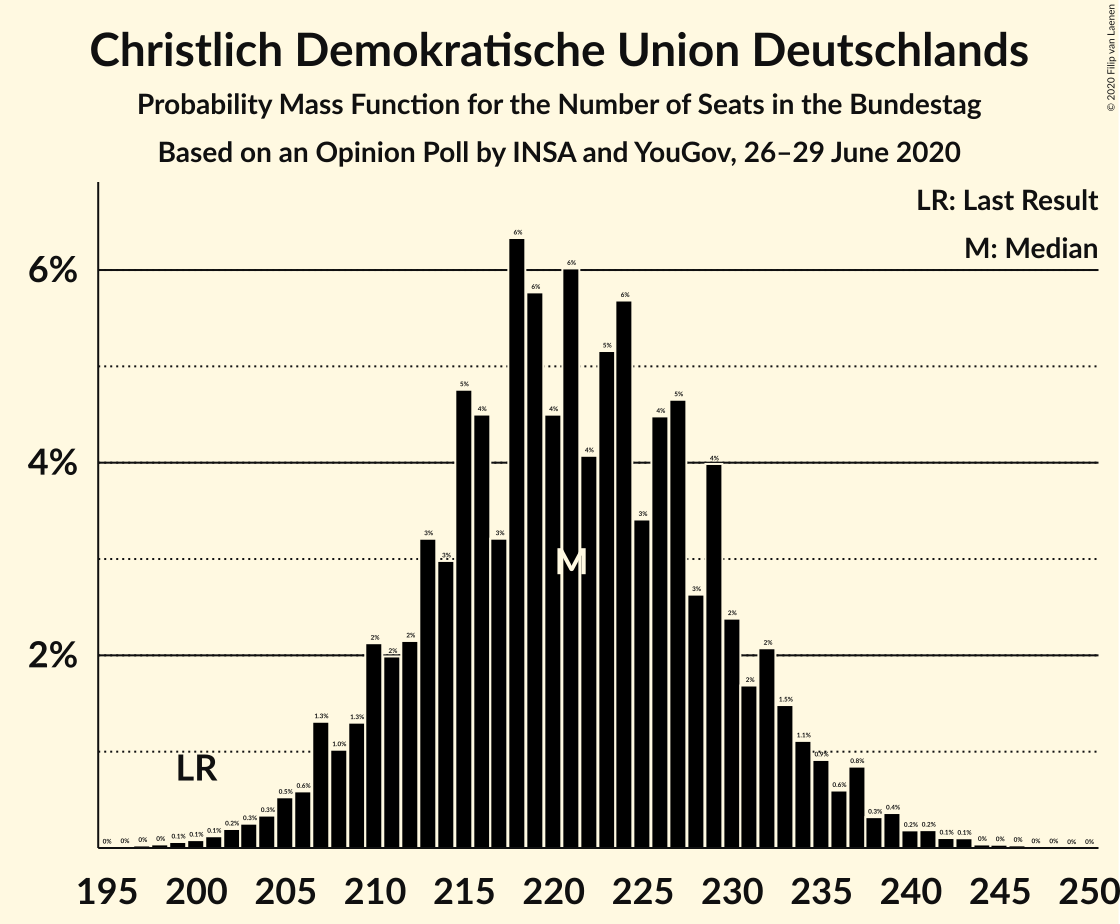 Christlich Demokratische Union Deutschlands
Probability Mass Function for the Number of Seats in the Bundestag
Based on an Opinion Poll by INSA and YouGov, 26–29 June 2020
© 2020 Filip van Laenen
LR: Last Result
M: Median
6%
4%
2%
0% 0% 0% 0% 0.1% 0.1% 0.1% 0.2% 0.3% 0.3% 0.5% 0.6% 1.3% 1.0% 1.3% 2% 2% 2% 3% 3% 5% 4% 3% 6% 6% 4% 6% 4% 5% 6% 3% 4% 5% 3% 4% 2% 2% 2% 1.5% 1.1% 0.9% 0.6% 0.8% 0.3% 0.4% 0.2% 0.2% 0.1% 0.1% 0% 0% 0% 0% 0% 0% 0%
M
LR
195 200 205 210 215 220 225 230 235 240 245 250